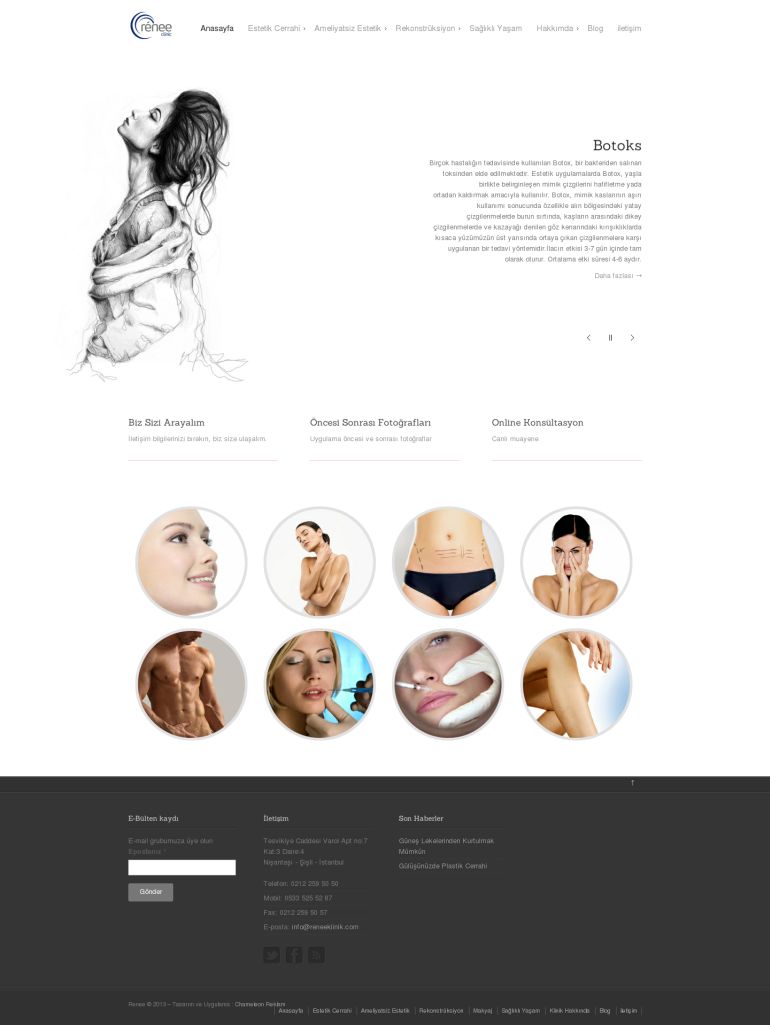 renee
clinic
Anasayfa Estetik Cerrahi › Ameliyatsiz Estetik › Rekonstrüksiyon › Sağlıklı Yaşam Hakkımda › Blog iletişim
Botoks
Birçok hastalığın tedavisinde kullanılan Botox, bir bakteriden salınan
toksinden elde edilmektedir. Estetik uygulamalarda Botox, yaşla
birlikte belirginleşen mimik çizgilerini hafifletme yada
ortadan kaldırmak amacıyla kullanılır. Botox, mimik kaslarının aşırı
kullanımı sonucunda özellikle alın bölgesindeki yatay
çizgilenmelerde burun sırtında, kaşların arasındaki dikey
çizgilenmelerde ve kazayağı denilen göz kenarındaki kırışıklıklarda
kısaca yüzümüzün üst yarısında ortaya çıkan çizgilenmelere karşı
uygulanan bir tedavi yöntemidir.İlacın etkisi 3-7 gün içinde tam
olarak oturur. Ortalama etki süresi 4-6 aydır.
Daha fazlası →
Biz Sizi Arayalım
İletişim bilgilerinizi bırakın, biz size ulaşalım.
Öncesi Sonrası Fotoğrafları
Uygulama öncesi ve sonrası fotoğraflar
Online Konsültasyon
Canlı muayene
↑
E-Bülten kaydı
E-mail grubumuza üye olun
Epostanız *
Gönder
İletişim
Teşvikiye Caddesi Varol Apt no:7
Kat:3 Daire:4
Nişantaşı - Şişli - İstanbul
Telefon: 0212 259 50 50
Mobil: 0533 525 52 87
Fax: 0212 259 50 57
E-posta: info@reneeklinik.com
Son Haberler
Güneş Lekelerinden Kurtulmak
Mümkün
Gülüşünüzde Plastik Cerrahi
Renee © 2013 – Tasarım ve Uygulama : Chameleon Reklam
Anasayfa Estetik Cerrahi Ameliyatsiz Estetik Rekonstrüksiyon Makyaj Sağlıklı Yaşam Klinik Hakkında Blog iletişim